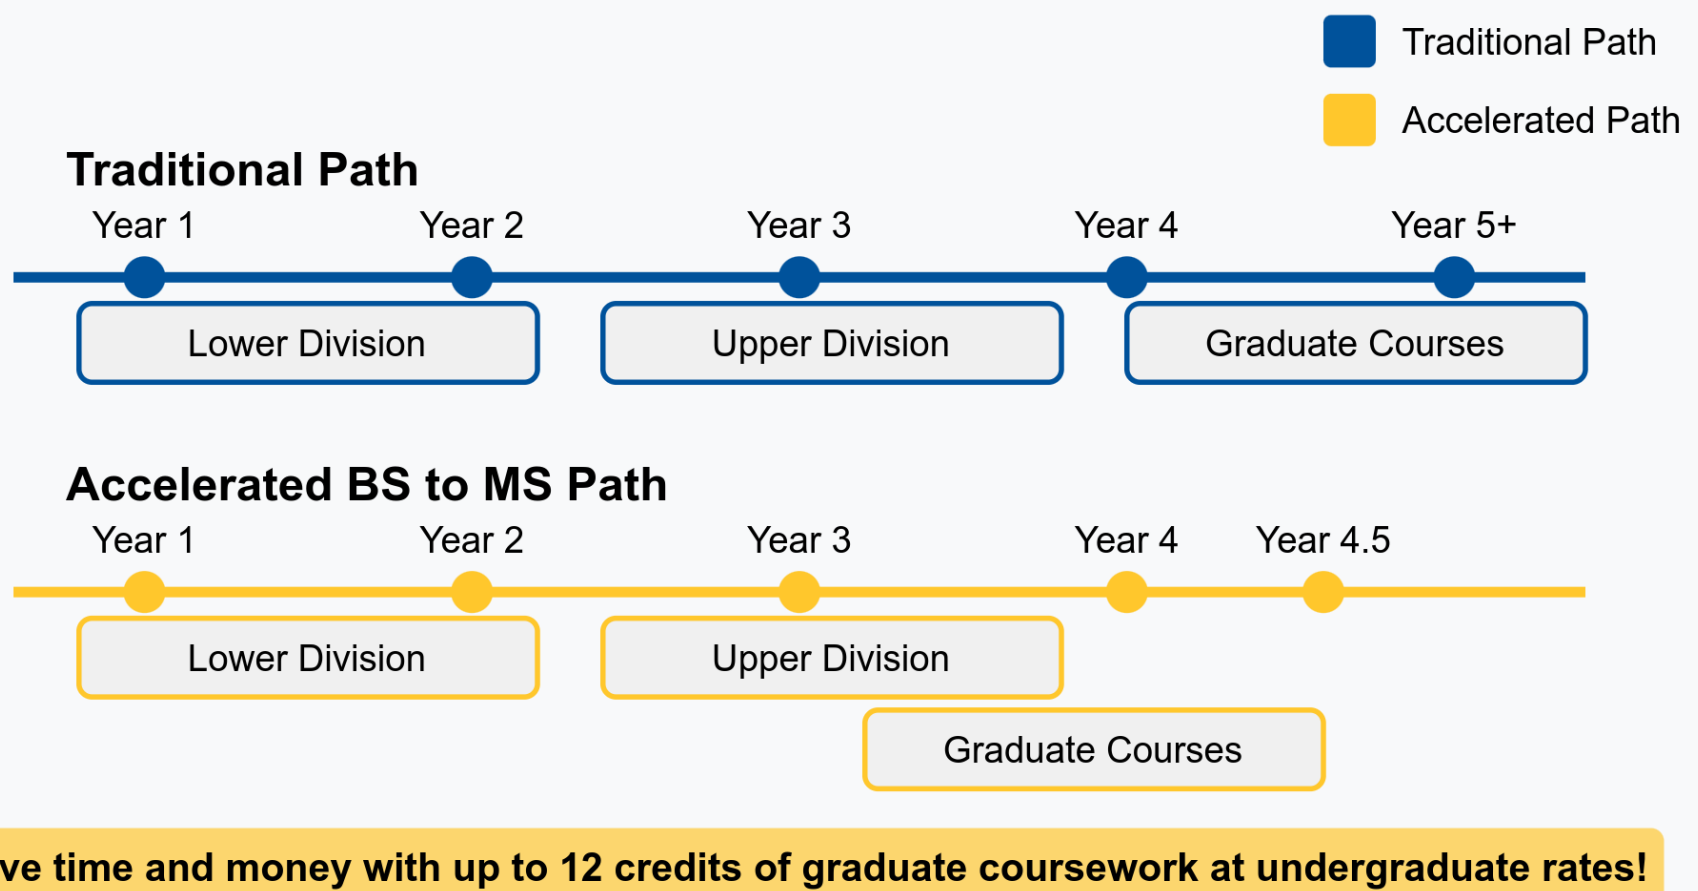 Traditional Path
Accelerated Path
Traditional Path
Year 1 Year 2 Year 3 Year 4 Year 5+
Lower Division Upper Division Graduate Courses
Accelerated BS to MS Path
Year 1 Year 2 Year 3 Year 4 Year 4.5
Lower Division Upper Division
Graduate Courses
ve time and money with up to 12 credits of graduate coursework at undergraduate rates!